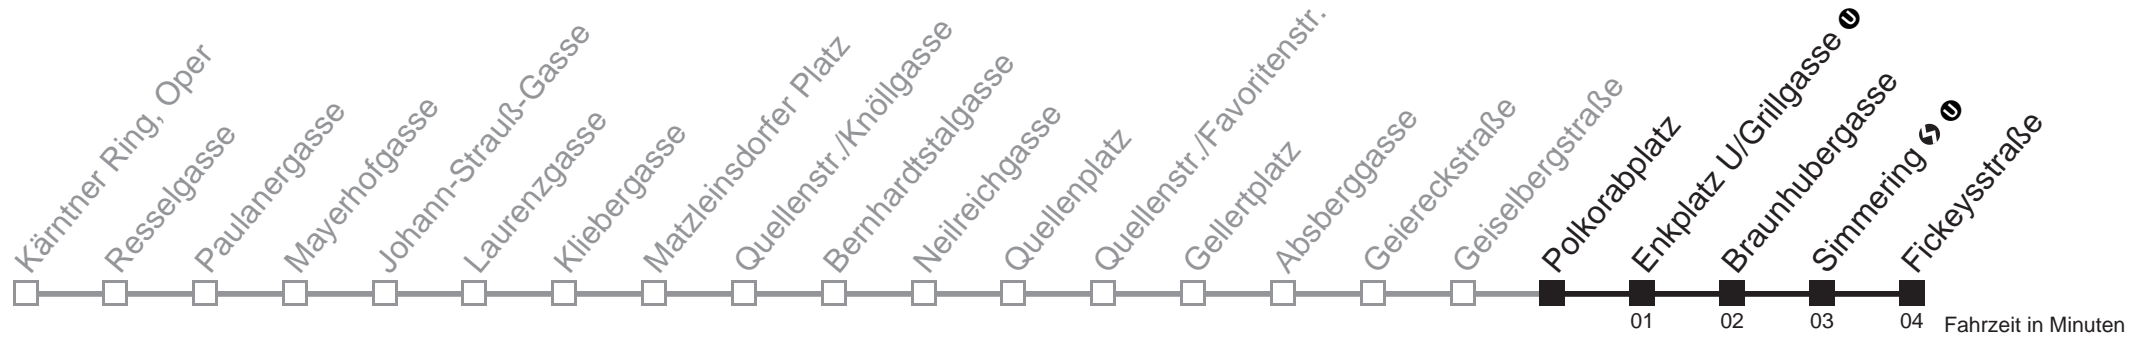 Kärntner Ring, Oper
Resselgasse
Paulanergasse
Mayerhofgasse
Johann-Strauß-Gasse
Laurenzgasse
Kliebergasse
Matzleinsdorfer Platz
Quellenstr./Knöllgasse
Bernhardtstalgasse
Neilreichgasse
Quellenplatz
Quellenstr./Favoritenstr.
Gellertplatz
Absberggasse
Geiereckstraße
Geiselbergstraße
Polkorabplatz
Enkplatz U/Grillgasse U
Braunhubergasse
Simmering S U
Fickeysstraße
01 02 03 04 Fahrzeit in Minuten